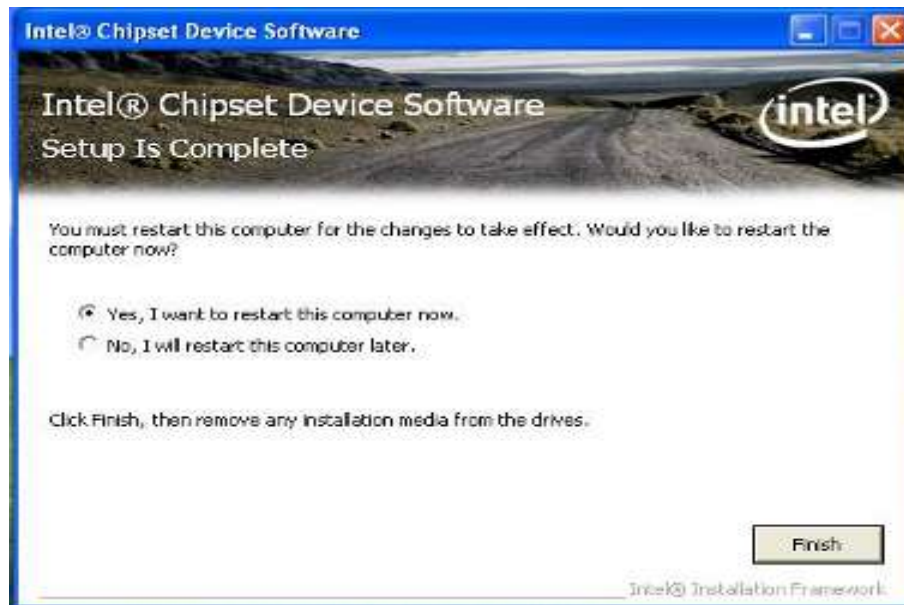 Intel® Chipset Device Software
Intel® Chipset Device Software
intel
Setup Is Complete
You must restart this computer for the changes to take effect. Would you like to restart the
computer now?
Yes, I want to restart this computer now.
No, I will restart this computer later.
Click Finish, then remove any installation media from the drives.
Finish
Intel® Installation Framework